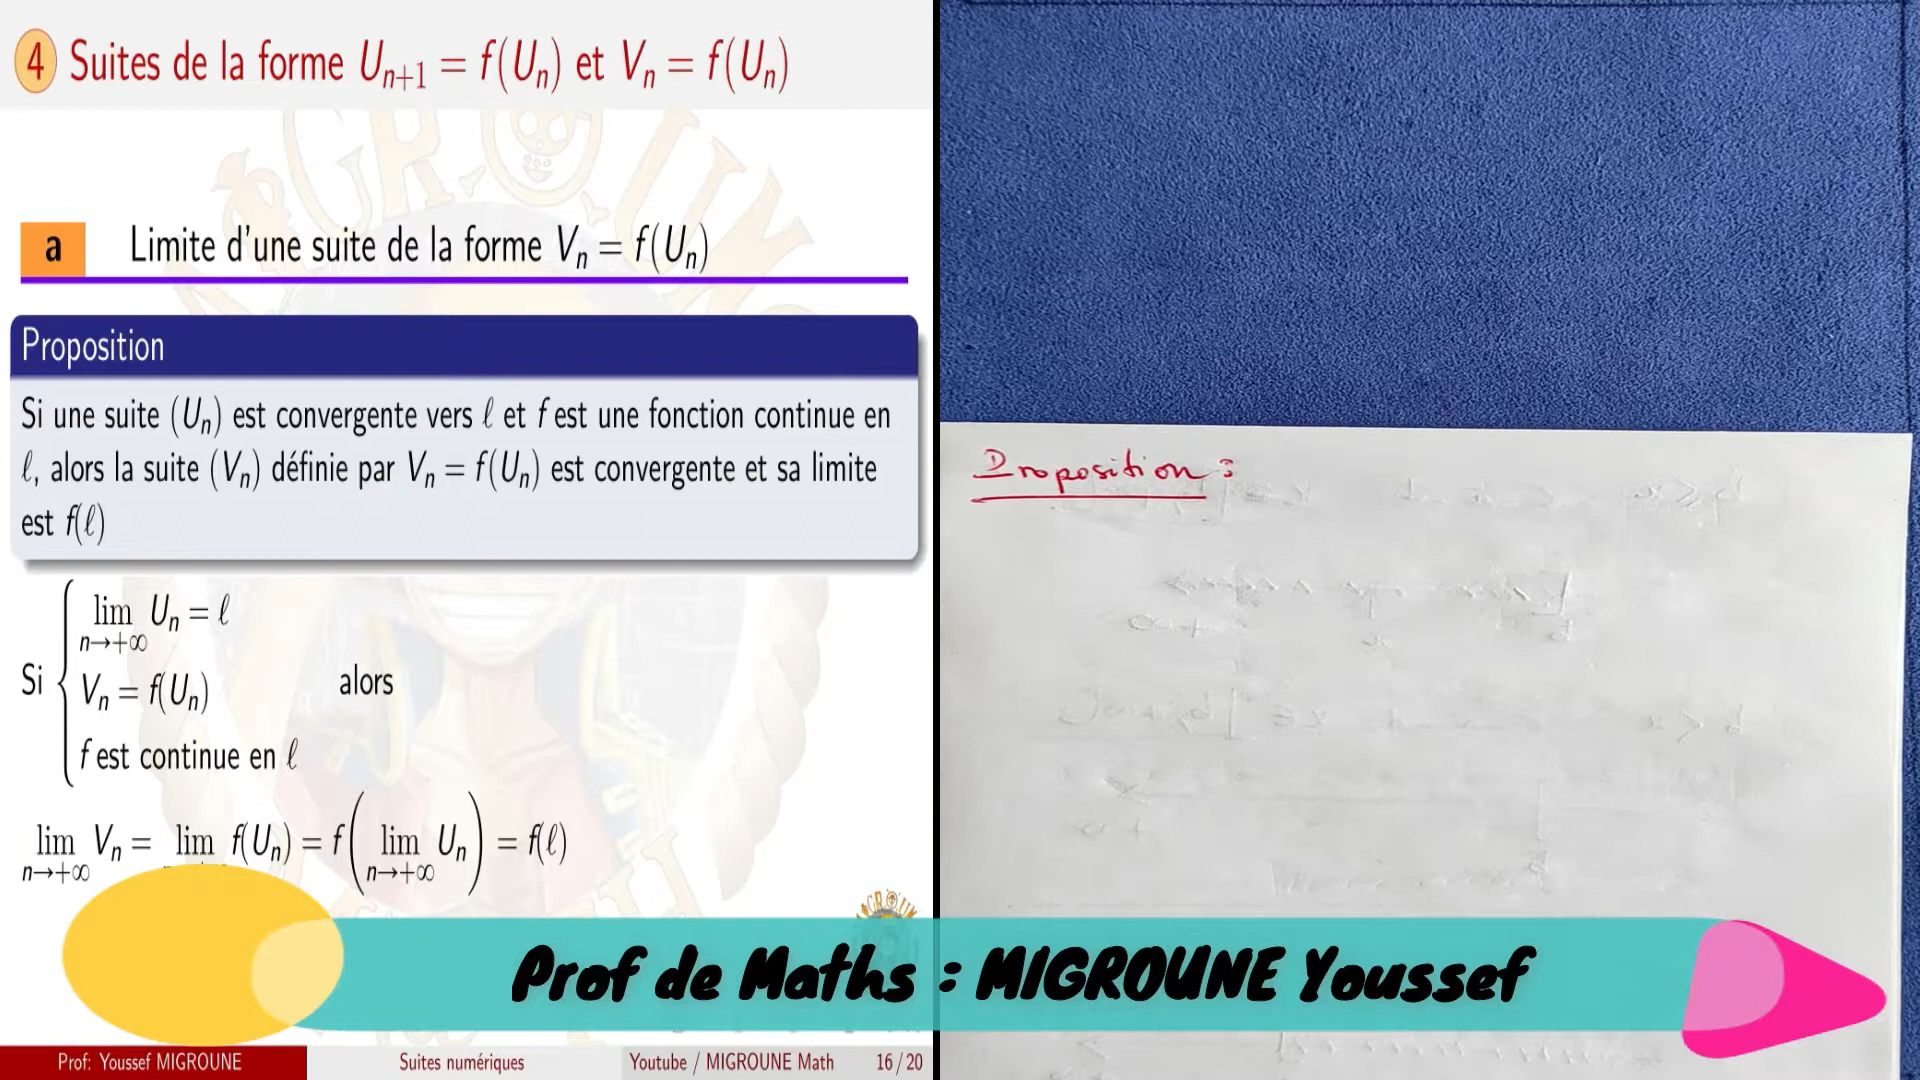 4 Suites de la forme Uₙ₊₁ = f(Uₙ) et Vₙ = f(Uₙ)
a Limite d'une suite de la forme Vₙ = f(Uₙ)
Proposition
Si une suite (Uₙ) est convergente vers ℓ et f est une fonction continue en
ℓ, alors la suite (Vₙ) définie par Vₙ = f(Uₙ) est convergente et sa limite
est f(ℓ)
lim Uₙ = ℓ
n→+∞
Si Vₙ = f(Uₙ) alors
f est continue en ℓ
lim Vₙ = lim f(Uₙ) = f( lim Uₙ ) = f(ℓ)
n→+∞ n→+∞
Proposition :
Prof de Maths : MIGROUNE Youssef
Prof: Youssef MIGROUNE Suites numériques Youtube / MIGROUNE Math 16 / 20